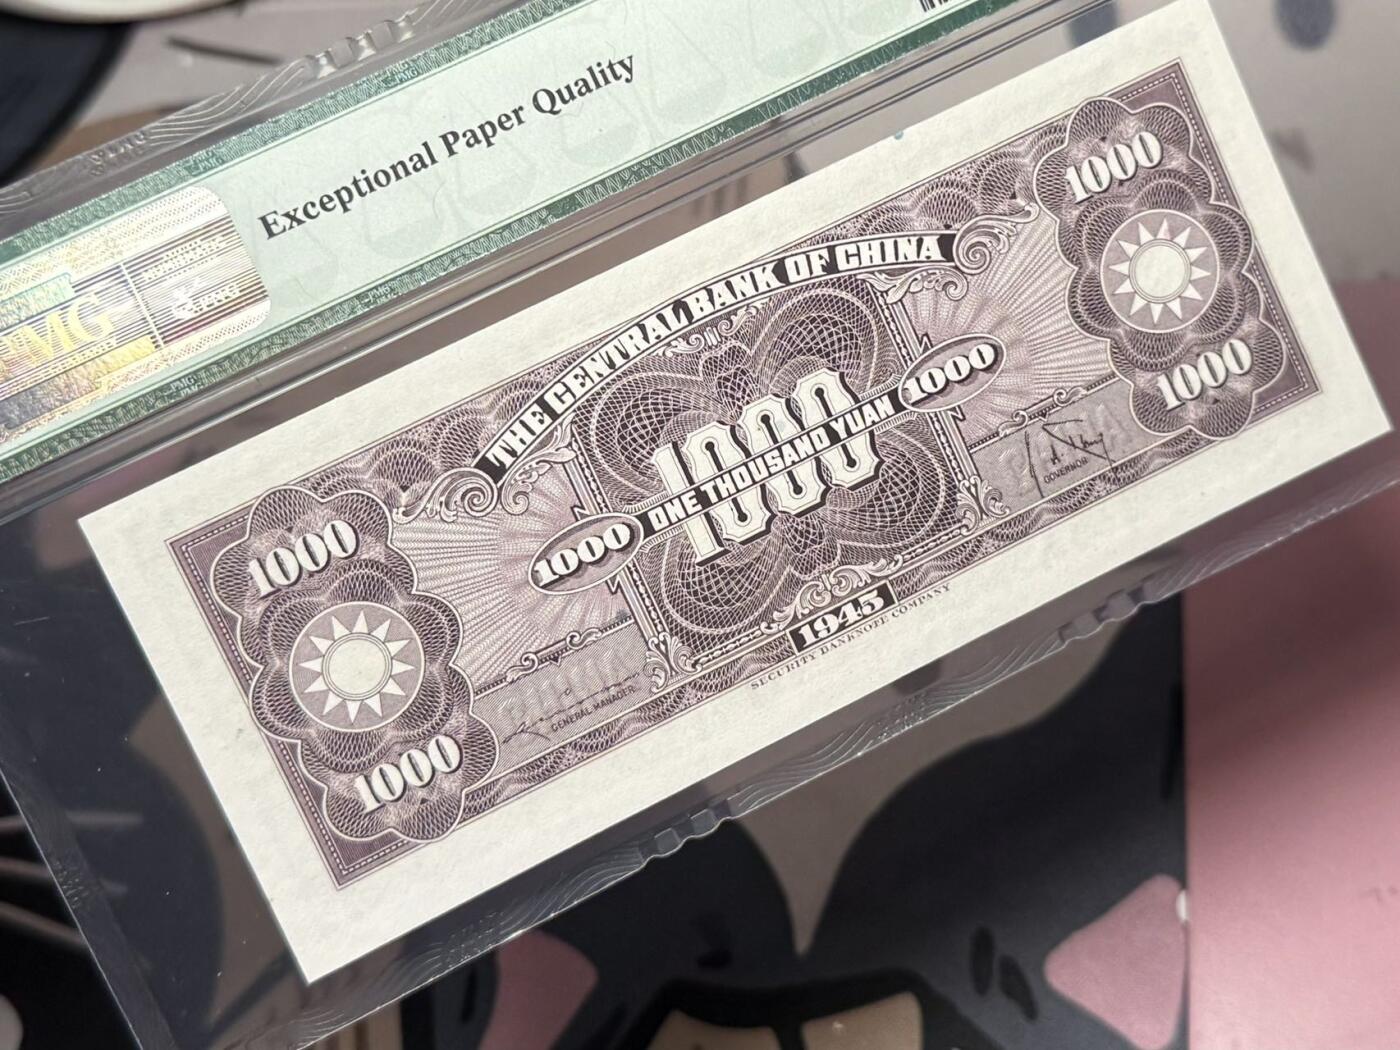 Exceptional Paper Quality
PMG
THE CENTRAL BANK OF CHINA
1000
1000
1000
1000
ONE THOUSAND YUAN
1000
1000
1000
GOVERNOR
GENERAL MANAGER
1945
SECURITY BANKNOTE COMPANY